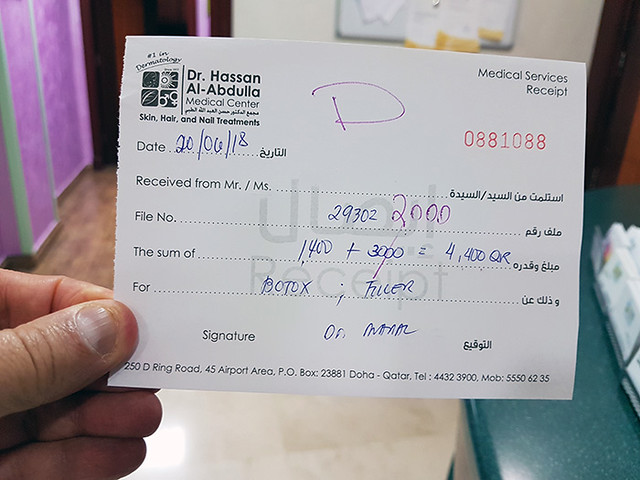 #1 in
Dermatology
Dr. Hassan
Al-Abdulla
Medical Center
مجمع الدكتور حسن العبد الله الطبي
Skin, Hair, and Nail Treatments
Medical Services
Receipt
D
0881088
Date 20/06/18 التاريخ
Received from Mr. / Ms. استلمت من السيد/السيدة
إيصال
File No. 29302 2000 ملف رقم
The sum of 1,400 + 3000 = 4,400 QR مبلغ وقدره
Receipt
For BOTOX ; FILLER و ذلك عن
Signature Dr. التوقيع
250 D Ring Road, 45 Airport Area, P.O. Box: 23881 Doha - Qatar, Tel : 4432 3900, Mob: 5550 62 35